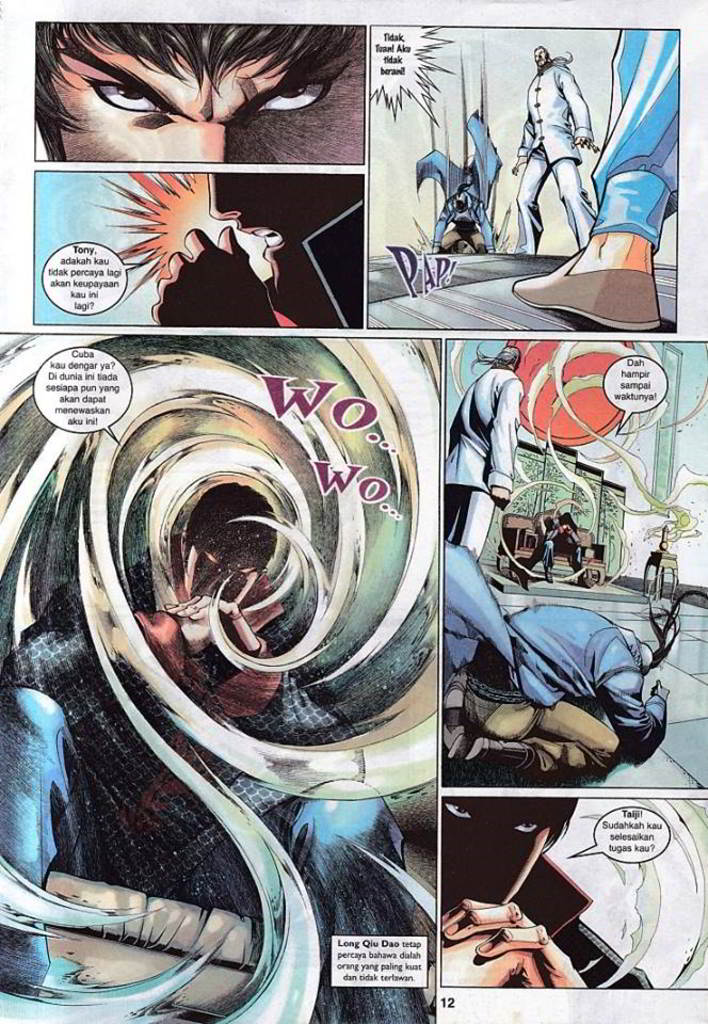 Tidak,
Tuan! Aku
tidak
berani!
PAP!
Tony,
adakah kau
tidak percaya lagi
akan keupayaan
kau ini
lagi?
Cuba
kau dengar ya?
Di dunia ini tiada
sesiapa pun yang
akan dapat
menewaskan
aku ini!
WO...
WO...
Long Qiu Dao tetap
percaya bahawa dialah
orang yang paling kuat
dan tidak terlawan.
Dah
hampir
sampai
waktunya!
Taiji!
Sudahkah kau
selesaikan
tugas kau?
12